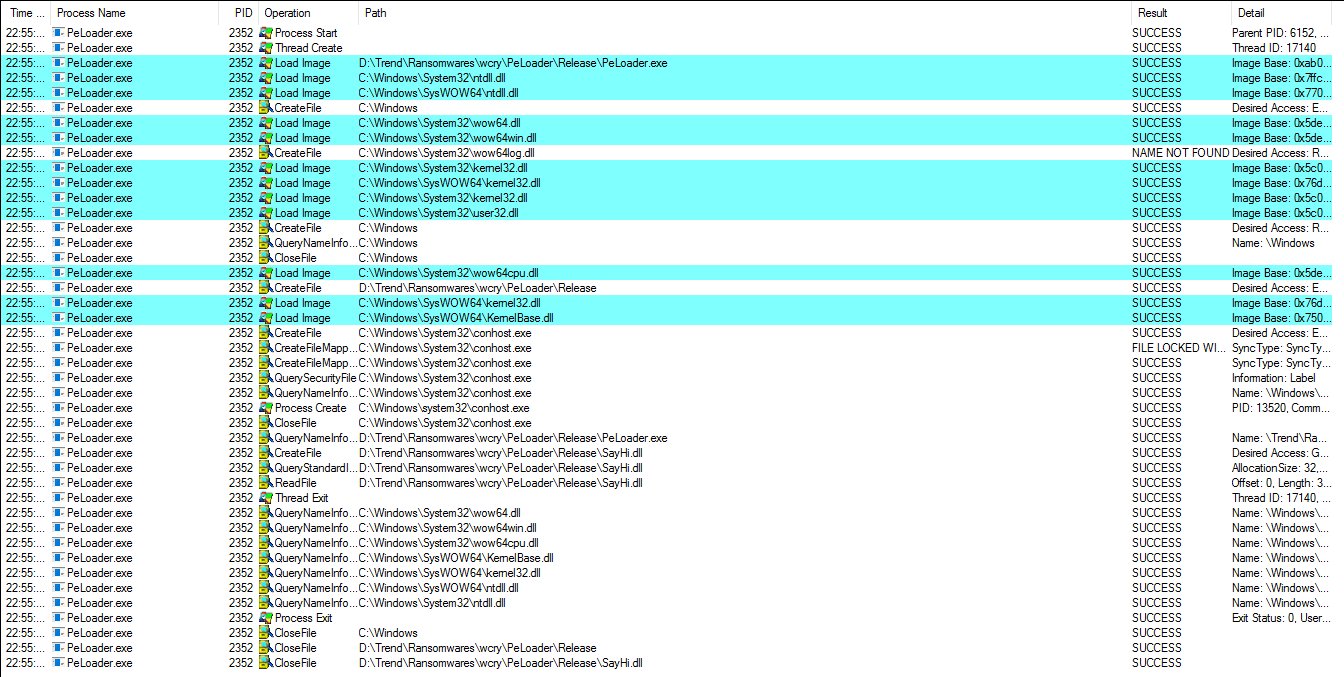 Time ... Process Name PID Operation Path Result Detail
22:55:... PeLoader.exe 2352 Process Start SUCCESS Parent PID: 6152, ...
22:55:... PeLoader.exe 2352 Thread Create SUCCESS Thread ID: 17140
22:55:... PeLoader.exe 2352 Load Image D:\Trend\Ransomwares\wcry\PeLoader\Release\PeLoader.exe SUCCESS Image Base: 0xab0...
22:55:... PeLoader.exe 2352 Load Image C:\Windows\System32\ntdll.dll SUCCESS Image Base: 0x7ffc...
22:55:... PeLoader.exe 2352 Load Image C:\Windows\SysWOW64\ntdll.dll SUCCESS Image Base: 0x770...
22:55:... PeLoader.exe 2352 CreateFile C:\Windows SUCCESS Desired Access: E...
22:55:... PeLoader.exe 2352 Load Image C:\Windows\System32\wow64.dll SUCCESS Image Base: 0x5de...
22:55:... PeLoader.exe 2352 Load Image C:\Windows\System32\wow64win.dll SUCCESS Image Base: 0x5de...
22:55:... PeLoader.exe 2352 CreateFile C:\Windows\System32\wow64log.dll NAME NOT FOUND Desired Access: R...
22:55:... PeLoader.exe 2352 Load Image C:\Windows\System32\kernel32.dll SUCCESS Image Base: 0x5c0...
22:55:... PeLoader.exe 2352 Load Image C:\Windows\SysWOW64\kernel32.dll SUCCESS Image Base: 0x76d...
22:55:... PeLoader.exe 2352 Load Image C:\Windows\System32\kernel32.dll SUCCESS Image Base: 0x5c0...
22:55:... PeLoader.exe 2352 Load Image C:\Windows\System32\user32.dll SUCCESS Image Base: 0x5c0...
22:55:... PeLoader.exe 2352 CreateFile C:\Windows SUCCESS Desired Access: R...
22:55:... PeLoader.exe 2352 QueryNameInfo... C:\Windows SUCCESS Name: \Windows
22:55:... PeLoader.exe 2352 CloseFile C:\Windows SUCCESS
22:55:... PeLoader.exe 2352 Load Image C:\Windows\System32\wow64cpu.dll SUCCESS Image Base: 0x5de...
22:55:... PeLoader.exe 2352 CreateFile D:\Trend\Ransomwares\wcry\PeLoader\Release SUCCESS Desired Access: E...
22:55:... PeLoader.exe 2352 Load Image C:\Windows\SysWOW64\kernel32.dll SUCCESS Image Base: 0x76d...
22:55:... PeLoader.exe 2352 Load Image C:\Windows\SysWOW64\KernelBase.dll SUCCESS Image Base: 0x750...
22:55:... PeLoader.exe 2352 CreateFile C:\Windows\System32\conhost.exe SUCCESS Desired Access: E...
22:55:... PeLoader.exe 2352 CreateFileMapp... C:\Windows\System32\conhost.exe FILE LOCKED WI... SyncType: SyncTy...
22:55:... PeLoader.exe 2352 CreateFileMapp... C:\Windows\System32\conhost.exe SUCCESS SyncType: SyncTy...
22:55:... PeLoader.exe 2352 QuerySecurityFile C:\Windows\System32\conhost.exe SUCCESS Information: Label
22:55:... PeLoader.exe 2352 QueryNameInfo... C:\Windows\System32\conhost.exe SUCCESS Name: \Windows\...
22:55:... PeLoader.exe 2352 Process Create C:\Windows\system32\conhost.exe SUCCESS PID: 13520, Comm...
22:55:... PeLoader.exe 2352 CloseFile C:\Windows\System32\conhost.exe SUCCESS
22:55:... PeLoader.exe 2352 QueryNameInfo... D:\Trend\Ransomwares\wcry\PeLoader\Release\PeLoader.exe SUCCESS Name: \Trend\Ra...
22:55:... PeLoader.exe 2352 CreateFile D:\Trend\Ransomwares\wcry\PeLoader\Release\SayHi.dll SUCCESS Desired Access: G...
22:55:... PeLoader.exe 2352 QueryStandardI... D:\Trend\Ransomwares\wcry\PeLoader\Release\SayHi.dll SUCCESS AllocationSize: 32,...
22:55:... PeLoader.exe 2352 ReadFile D:\Trend\Ransomwares\wcry\PeLoader\Release\SayHi.dll SUCCESS Offset: 0, Length: 3...
22:55:... PeLoader.exe 2352 Thread Exit SUCCESS Thread ID: 17140, ...
22:55:... PeLoader.exe 2352 QueryNameInfo... C:\Windows\System32\wow64.dll SUCCESS Name: \Windows\...
22:55:... PeLoader.exe 2352 QueryNameInfo... C:\Windows\System32\wow64win.dll SUCCESS Name: \Windows\...
22:55:... PeLoader.exe 2352 QueryNameInfo... C:\Windows\System32\wow64cpu.dll SUCCESS Name: \Windows\...
22:55:... PeLoader.exe 2352 QueryNameInfo... C:\Windows\SysWOW64\KernelBase.dll SUCCESS Name: \Windows\...
22:55:... PeLoader.exe 2352 QueryNameInfo... C:\Windows\SysWOW64\kernel32.dll SUCCESS Name: \Windows\...
22:55:... PeLoader.exe 2352 QueryNameInfo... C:\Windows\SysWOW64\ntdll.dll SUCCESS Name: \Windows\...
22:55:... PeLoader.exe 2352 QueryNameInfo... C:\Windows\System32\ntdll.dll SUCCESS Name: \Windows\...
22:55:... PeLoader.exe 2352 Process Exit SUCCESS Exit Status: 0, User...
22:55:... PeLoader.exe 2352 CloseFile C:\Windows SUCCESS
22:55:... PeLoader.exe 2352 CloseFile D:\Trend\Ransomwares\wcry\PeLoader\Release SUCCESS
22:55:... PeLoader.exe 2352 CloseFile D:\Trend\Ransomwares\wcry\PeLoader\Release\SayHi.dll SUCCESS